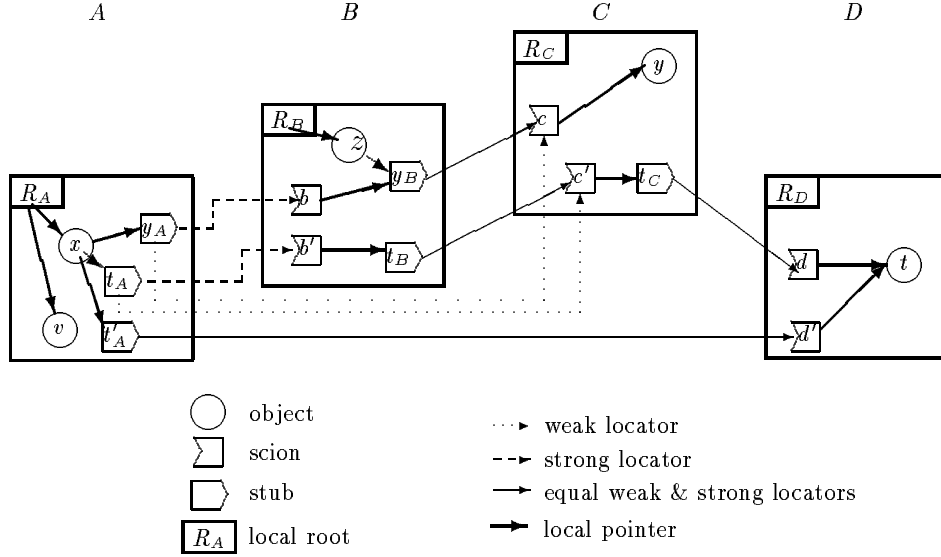 A B C D
R_C y
c
R_B z
y_B
c' t_C
b
R_A R_D
y_A
x
b' t_B
t_A
d t
v t'_A d'
object
weak locator
scion
strong locator
stub
equal weak & strong locators
R_A local root
local pointer